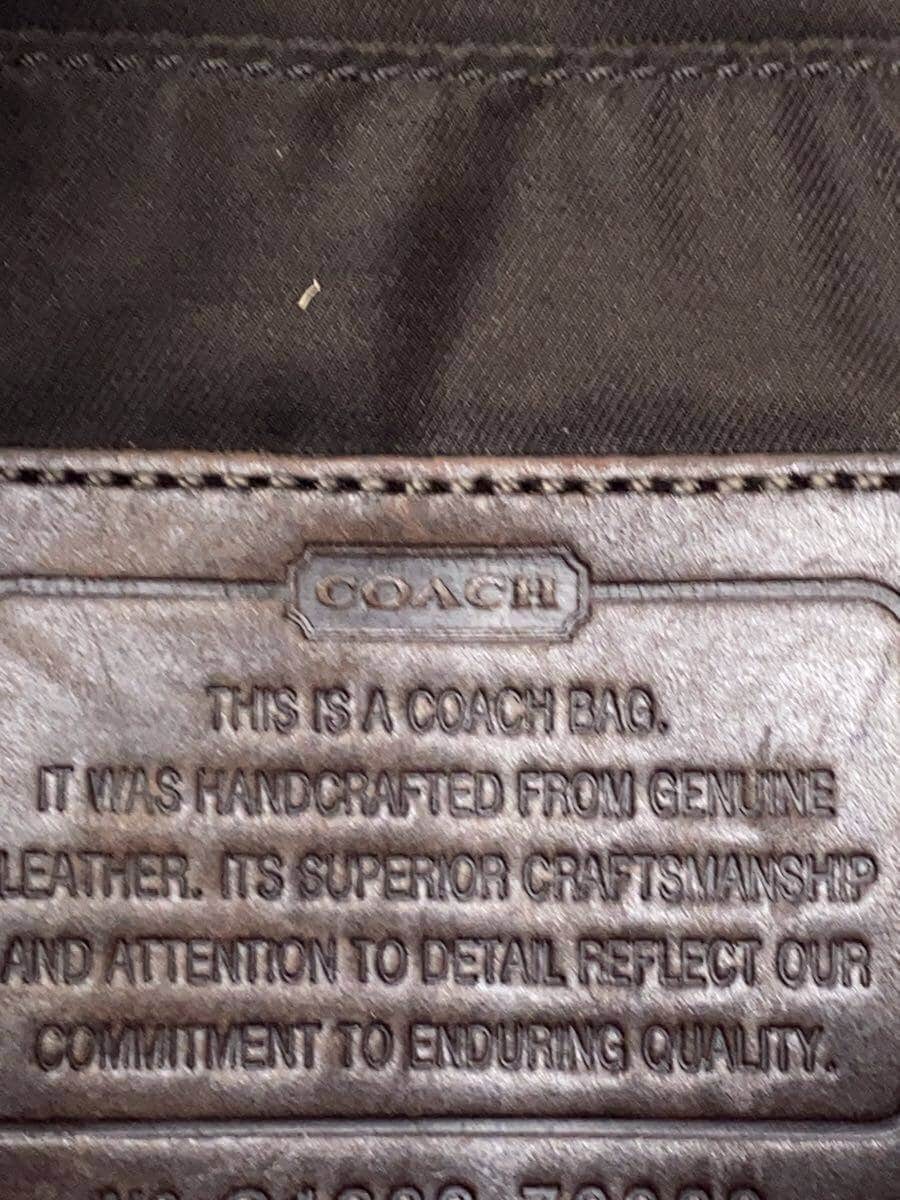 COACH
THIS IS A COACH BAG.
IT WAS HANDCRAFTED FROM GENUINE
LEATHER. ITS SUPERIOR CRAFTSMANSHIP
AND ATTENTION TO DETAIL REFLECT OUR
COMMITMENT TO ENDURING QUALITY.